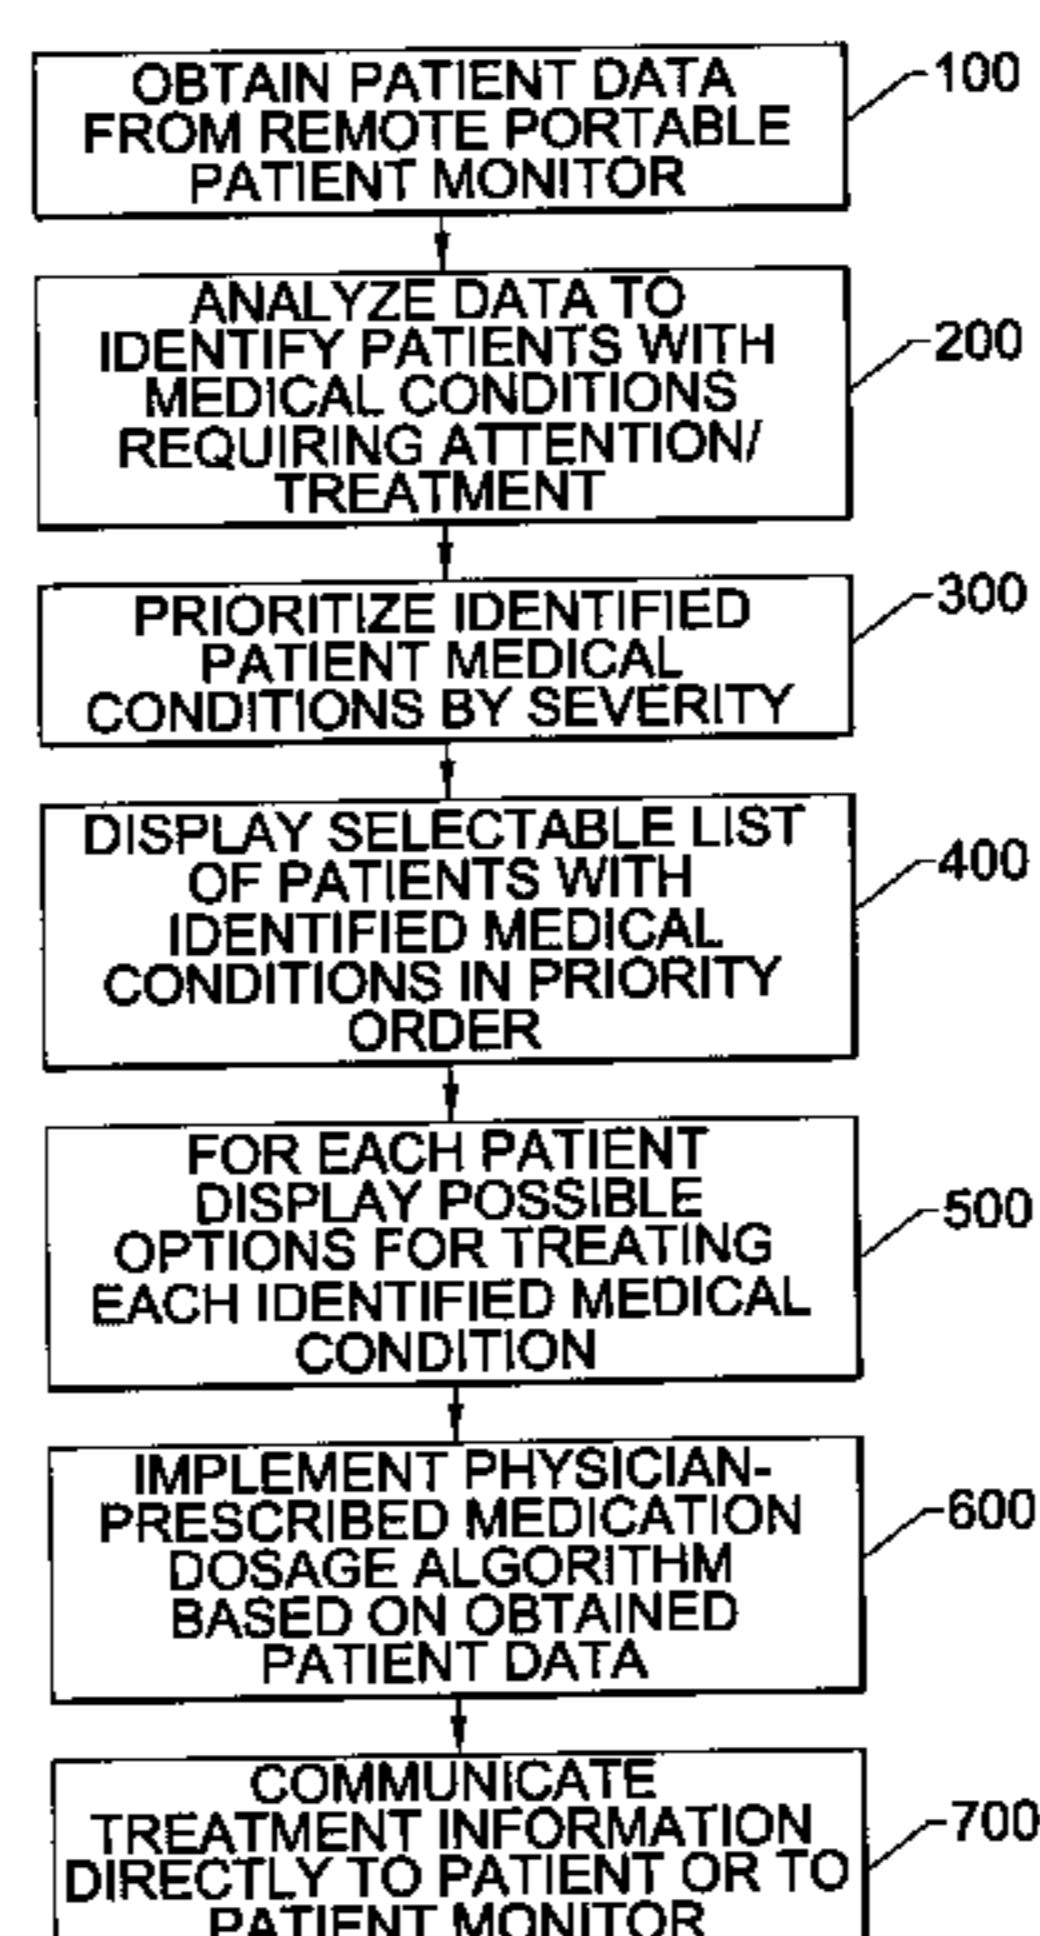 OBTAIN PATIENT DATA
FROM REMOTE PORTABLE
PATIENT MONITOR
100
ANALYZE DATA TO
IDENTIFY PATIENTS WITH
MEDICAL CONDITIONS
REQUIRING ATTENTION/
TREATMENT
200
PRIORITIZE IDENTIFIED
PATIENT MEDICAL
CONDITIONS BY SEVERITY
300
DISPLAY SELECTABLE LIST
OF PATIENTS WITH
IDENTIFIED MEDICAL
CONDITIONS IN PRIORITY
ORDER
400
FOR EACH PATIENT
DISPLAY POSSIBLE
OPTIONS FOR TREATING
EACH IDENTIFIED MEDICAL
CONDITION
500
IMPLEMENT PHYSICIAN-
PRESCRIBED MEDICATION
DOSAGE ALGORITHM
BASED ON OBTAINED
PATIENT DATA
600
COMMUNICATE
TREATMENT INFORMATION
DIRECTLY TO PATIENT OR TO
PATIENT MONITOR
700